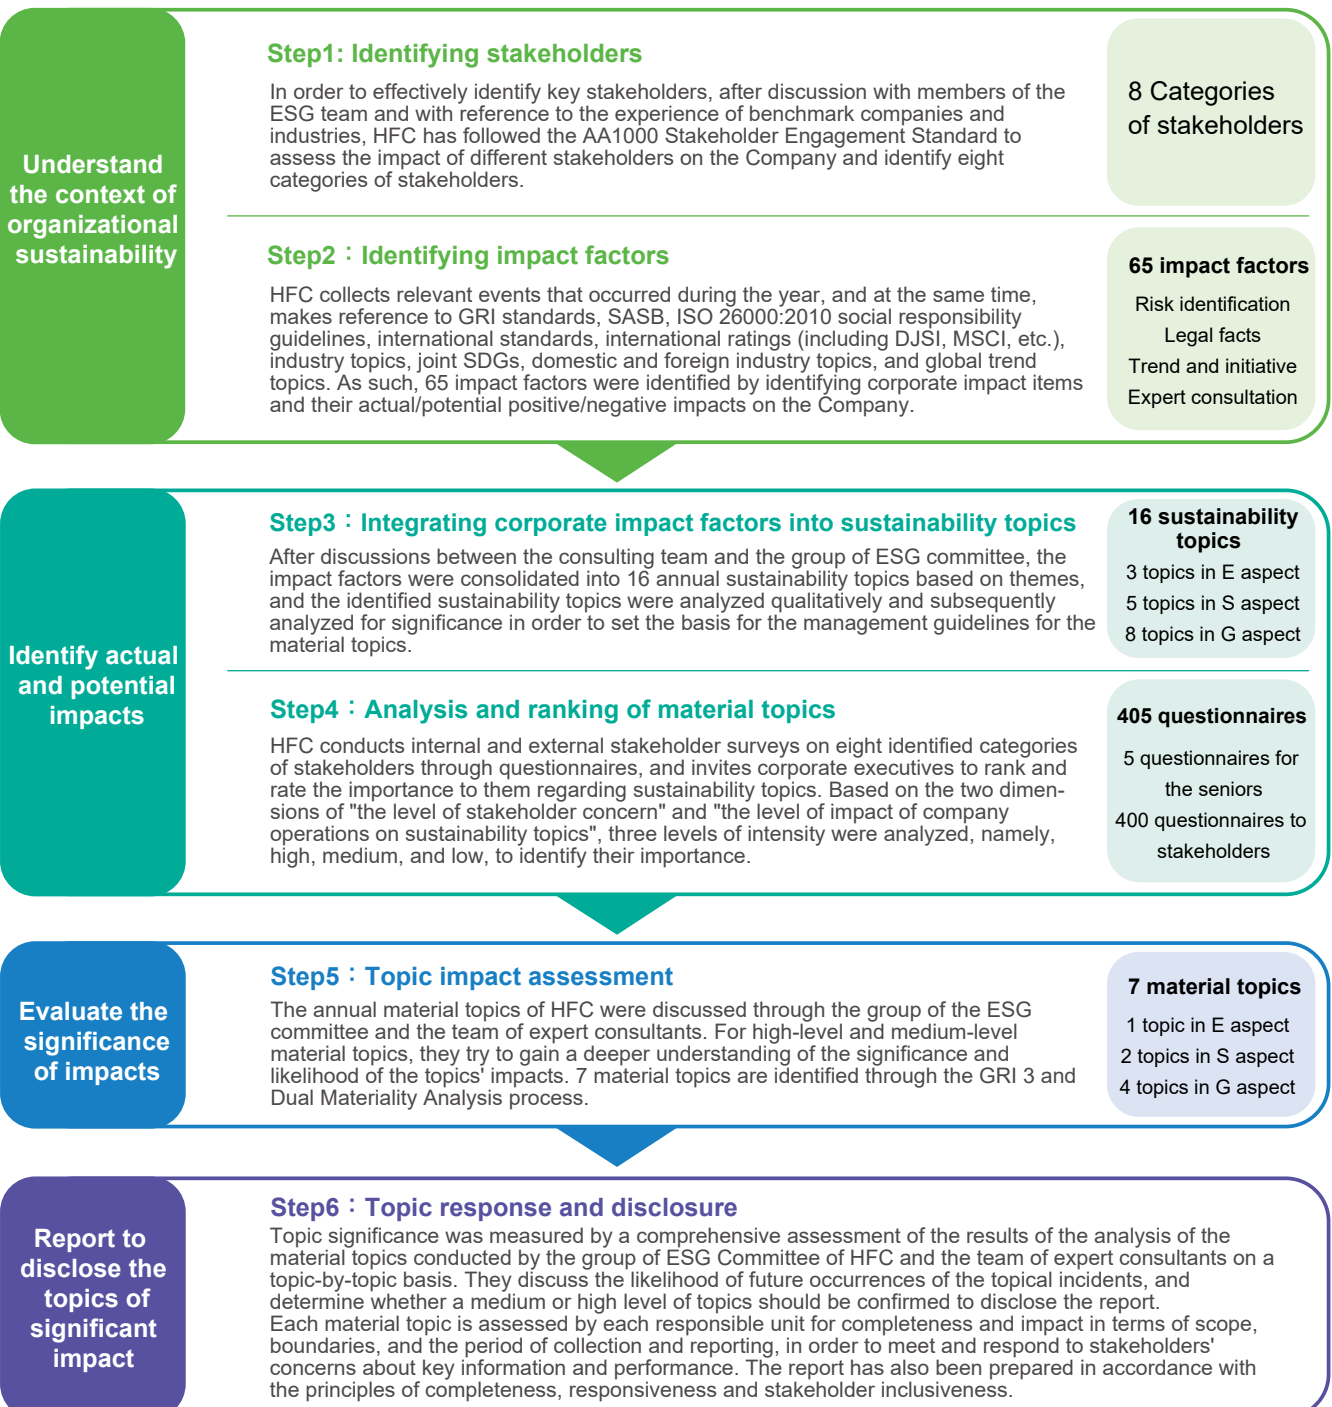 Understand
the context of
organizational
sustainability
Step1: Identifying stakeholders
In order to effectively identify key stakeholders, after discussion with members of the
ESG team and with reference to the experience of benchmark companies and
industries, HFC has followed the AA1000 Stakeholder Engagement Standard to
assess the impact of different stakeholders on the Company and identify eight
categories of stakeholders.
8 Categories
of stakeholders
Step2：Identifying impact factors
HFC collects relevant events that occurred during the year, and at the same time,
makes reference to GRI standards, SASB, ISO 26000:2010 social responsibility
guidelines, international standards, international ratings (including DJSI, MSCI, etc.),
industry topics, joint SDGs, domestic and foreign industry topics, and global trend
topics. As such, 65 impact factors were identified by identifying corporate impact items
and their actual/potential positive/negative impacts on the Company.
65 impact factors
Risk identification
Legal facts
Trend and initiative
Expert consultation
Identify actual
and potential
impacts
Step3：Integrating corporate impact factors into sustainability topics
After discussions between the consulting team and the group of ESG committee, the
impact factors were consolidated into 16 annual sustainability topics based on themes,
and the identified sustainability topics were analyzed qualitatively and subsequently
analyzed for significance in order to set the basis for the management guidelines for the
material topics.
16 sustainability
topics
3 topics in E aspect
5 topics in S aspect
8 topics in G aspect
Step4：Analysis and ranking of material topics
HFC conducts internal and external stakeholder surveys on eight identified categories
of stakeholders through questionnaires, and invites corporate executives to rank and
rate the importance to them regarding sustainability topics. Based on the two dimen-
sions of "the level of stakeholder concern" and "the level of impact of company
operations on sustainability topics", three levels of intensity were analyzed, namely,
high, medium, and low, to identify their importance.
405 questionnaires
5 questionnaires for
the seniors
400 questionnaires to
stakeholders
Evaluate the
significance
of impacts
Step5：Topic impact assessment
The annual material topics of HFC were discussed through the group of the ESG
committee and the team of expert consultants. For high-level and medium-level
material topics, they try to gain a deeper understanding of the significance and
likelihood of the topics' impacts. 7 material topics are identified through the GRI 3 and
Dual Materiality Analysis process.
7 material topics
1 topic in E aspect
2 topics in S aspect
4 topics in G aspect
Report to
disclose the
topics of
significant
impact
Step6：Topic response and disclosure
Topic significance was measured by a comprehensive assessment of the results of the analysis of the
material topics conducted by the group of ESG Committee of HFC and the team of expert consultants on a
topic-by-topic basis. They discuss the likelihood of future occurrences of the topical incidents, and
determine whether a medium or high level of topics should be confirmed to disclose the report.
Each material topic is assessed by each responsible unit for completeness and impact in terms of scope,
boundaries, and the period of collection and reporting, in order to meet and respond to stakeholders'
concerns about key information and performance. The report has also been prepared in accordance with
the principles of completeness, responsiveness and stakeholder inclusiveness.